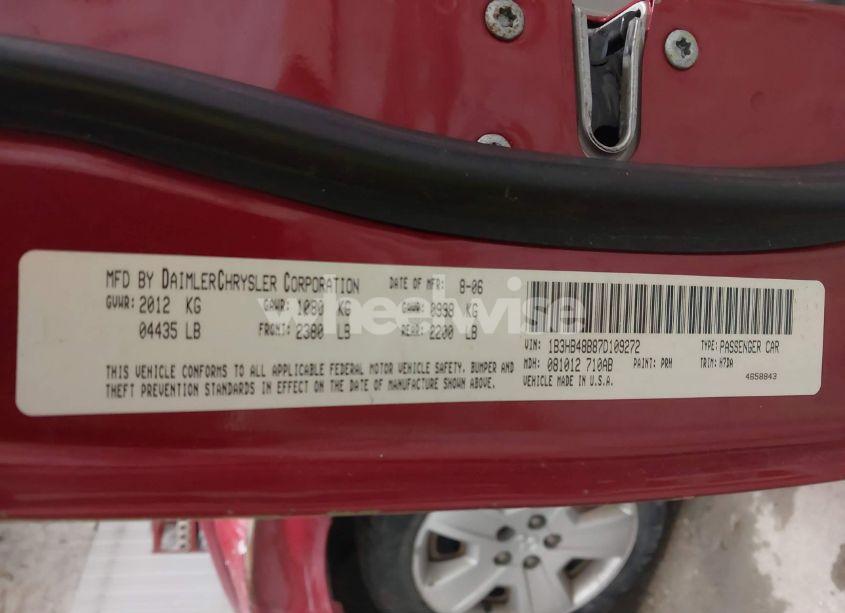 MFD BY DAIMLERCHRYSLER CORPORATION DATE OF MFR: 8-06
GVWR: 2012 KG GAWR: 1080 KG GAWR: 0998 KG
04435 LB FRONT: 2380 LB REAR: 2200 LB
THIS VEHICLE CONFORMS TO ALL APPLICABLE FEDERAL MOTOR VEHICLE SAFETY, BUMPER AND
THEFT PREVENTION STANDARDS IN EFFECT ON THE DATE OF MANUFACTURE SHOWN ABOVE.
VIN: 1B3HB48B87D109272 TYPE: PASSENGER CAR
MDH: 081012 710AB PAINT: PRH TRIM: H7DA
VEHICLE MADE IN U.S.A. 4658843
wheelwise